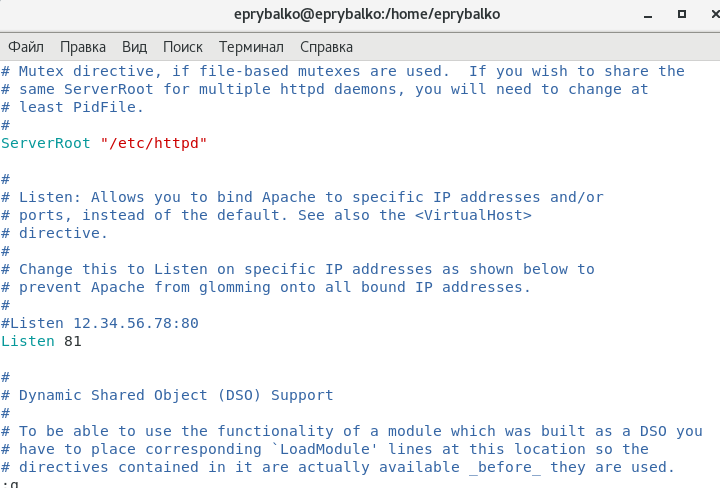 eprybalko@eprybalko:/home/eprybalko
Файл Правка Вид Поиск Терминал Справка
# Mutex directive, if file-based mutexes are used.  If you wish to share the
# same ServerRoot for multiple httpd daemons, you will need to change at
# least PidFile.
#
ServerRoot "/etc/httpd"

#
# Listen: Allows you to bind Apache to specific IP addresses and/or
# ports, instead of the default. See also the <VirtualHost>
# directive.
#
# Change this to Listen on specific IP addresses as shown below to
# prevent Apache from glomming onto all bound IP addresses.
#
#Listen 12.34.56.78:80
Listen 81

#
# Dynamic Shared Object (DSO) Support
#
# To be able to use the functionality of a module which was built as a DSO you
# have to place corresponding `LoadModule' lines at this location so the
# directives contained in it are actually available _before_ they are used.
:q